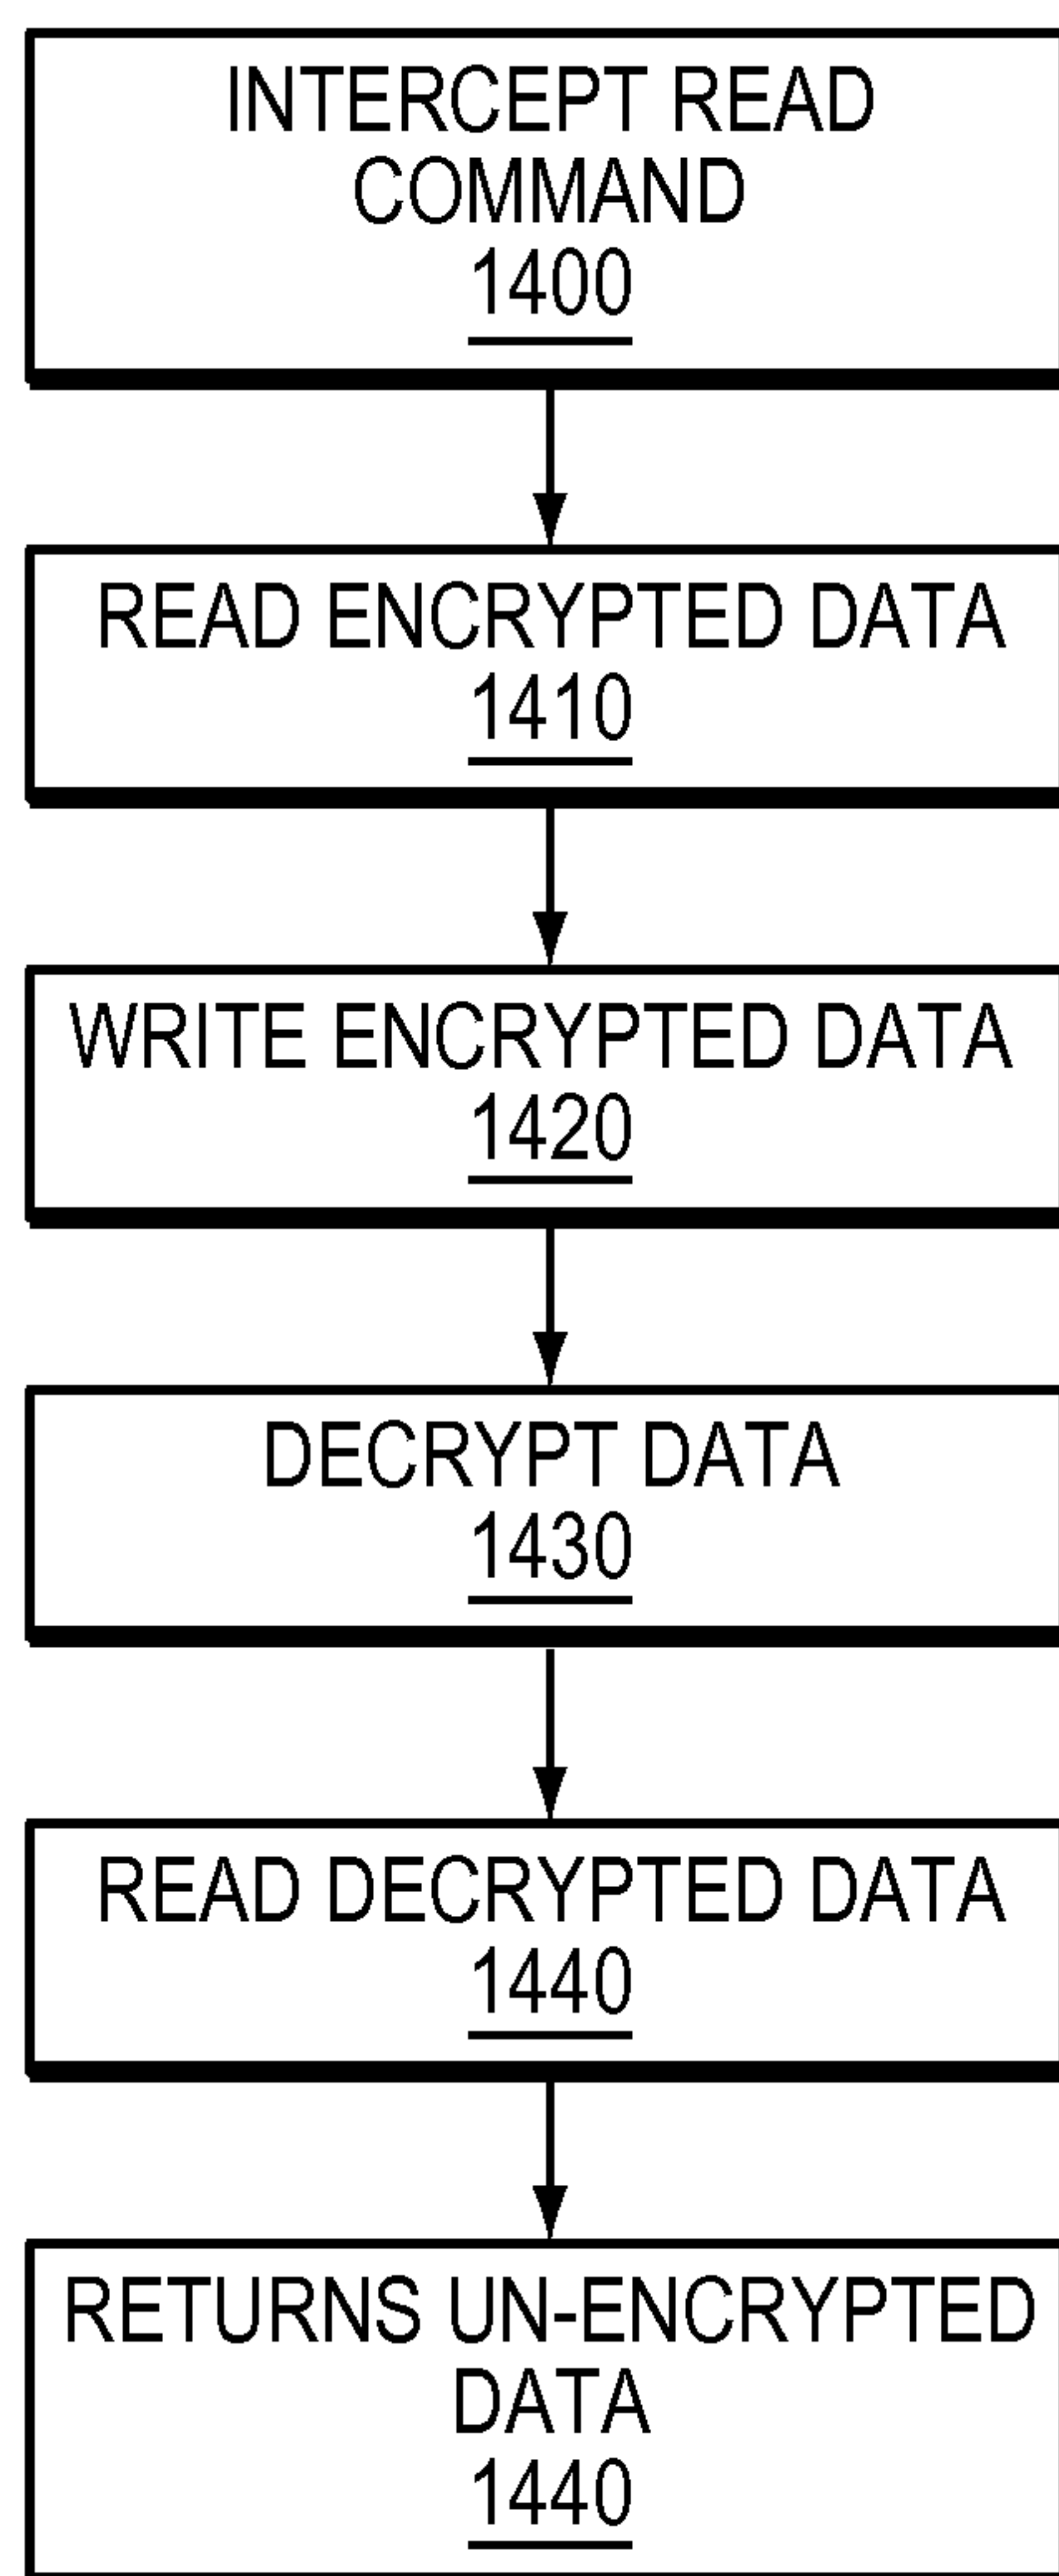 INTERCEPT READ
COMMAND
1400
READ ENCRYPTED DATA
1410
WRITE ENCRYPTED DATA
1420
DECRYPT DATA
1430
READ DECRYPTED DATA
1440
RETURNS UN-ENCRYPTED
DATA
1440